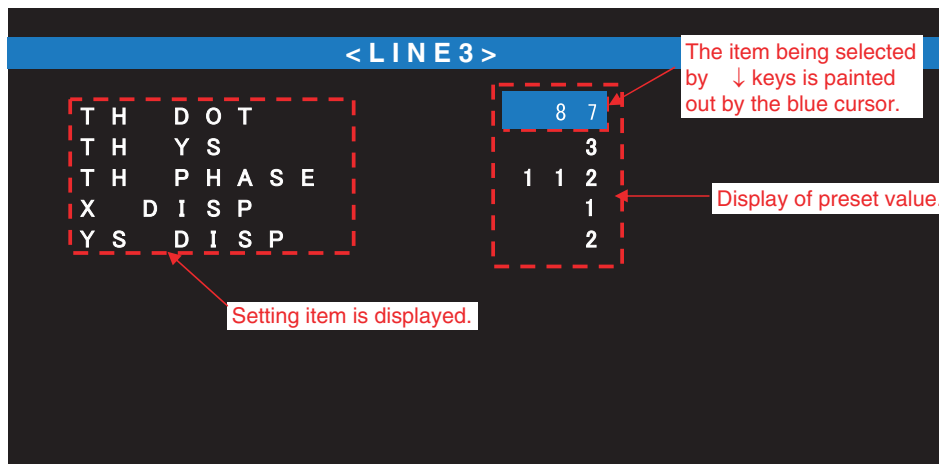 <LINE3>
The item being selected
by ↓ keys is painted
out by the blue cursor.
TH DOT 87
TH YS 3
TH PHASE 112
X DISP 1
YS DISP 2
Display of preset value.
Setting item is displayed.